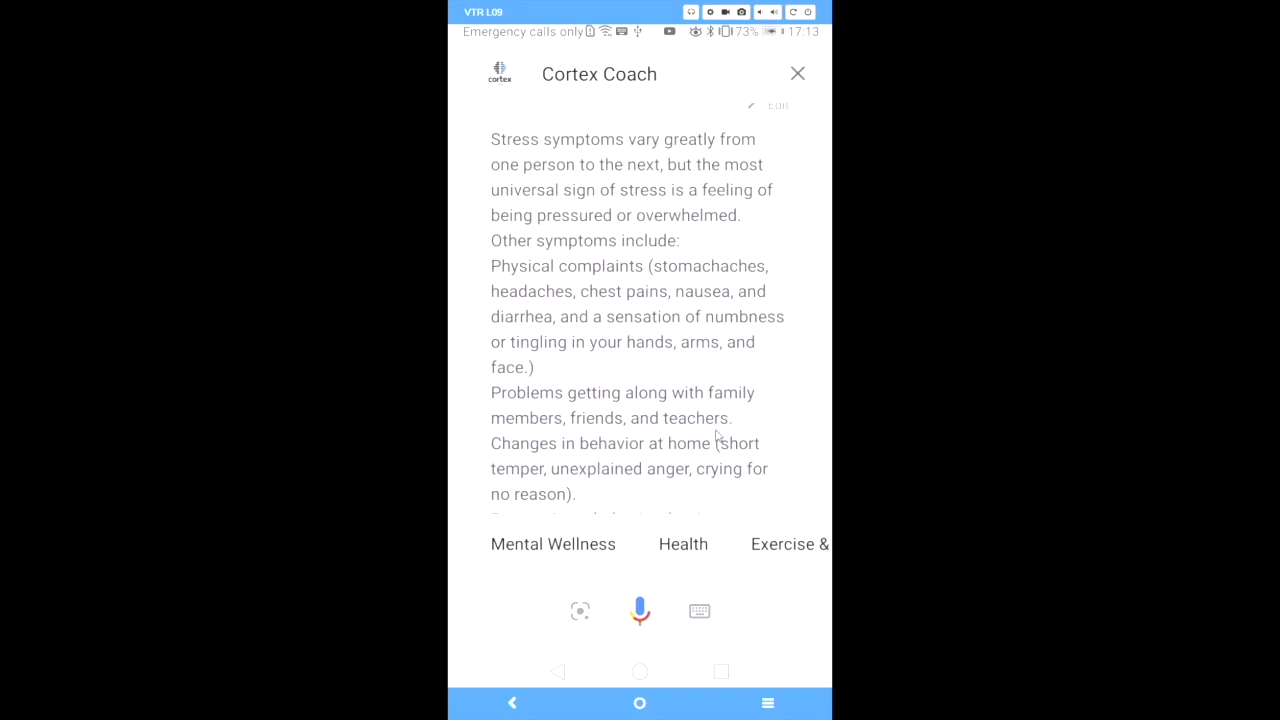 VTR L09
Emergency calls only 73% 17:13
cortex
Cortex Coach
Edit
Stress symptoms vary greatly from
one person to the next, but the most
universal sign of stress is a feeling of
being pressured or overwhelmed.
Other symptoms include:
Physical complaints (stomachaches,
headaches, chest pains, nausea, and
diarrhea, and a sensation of numbness
or tingling in your hands, arms, and
face.)
Problems getting along with family
members, friends, and teachers.
Changes in behavior at home (short
temper, unexplained anger, crying for
no reason).
Mental Wellness Health Exercise &